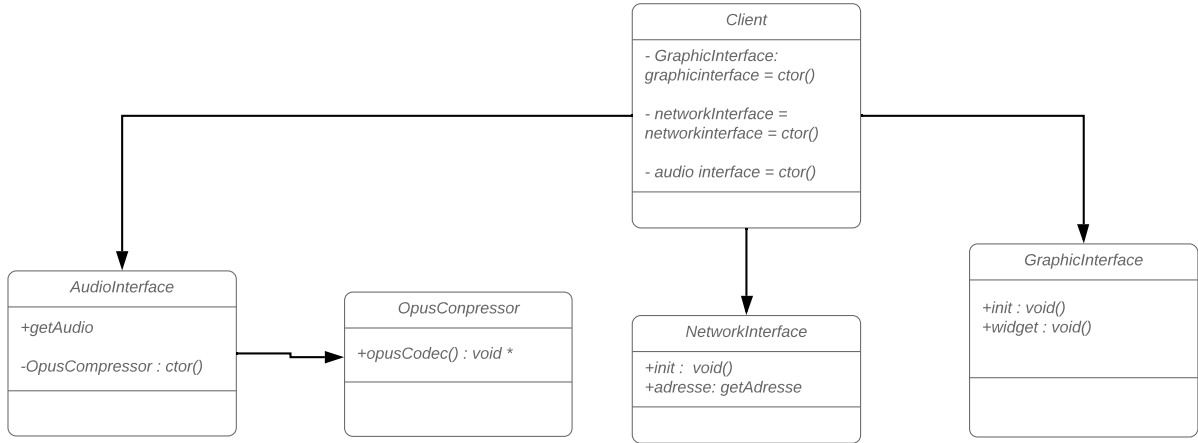 Client
- GraphicInterface:
graphicinterface = ctor()
- networkInterface =
networkinterface = ctor()
- audio interface = ctor()
AudioInterface
+getAudio
-OpusCompressor : ctor()
OpusConpressor
+opusCodec() : void *
NetworkInterface
+init :  void()
+adresse: getAdresse
GraphicInterface
+init : void()
+widget : void()